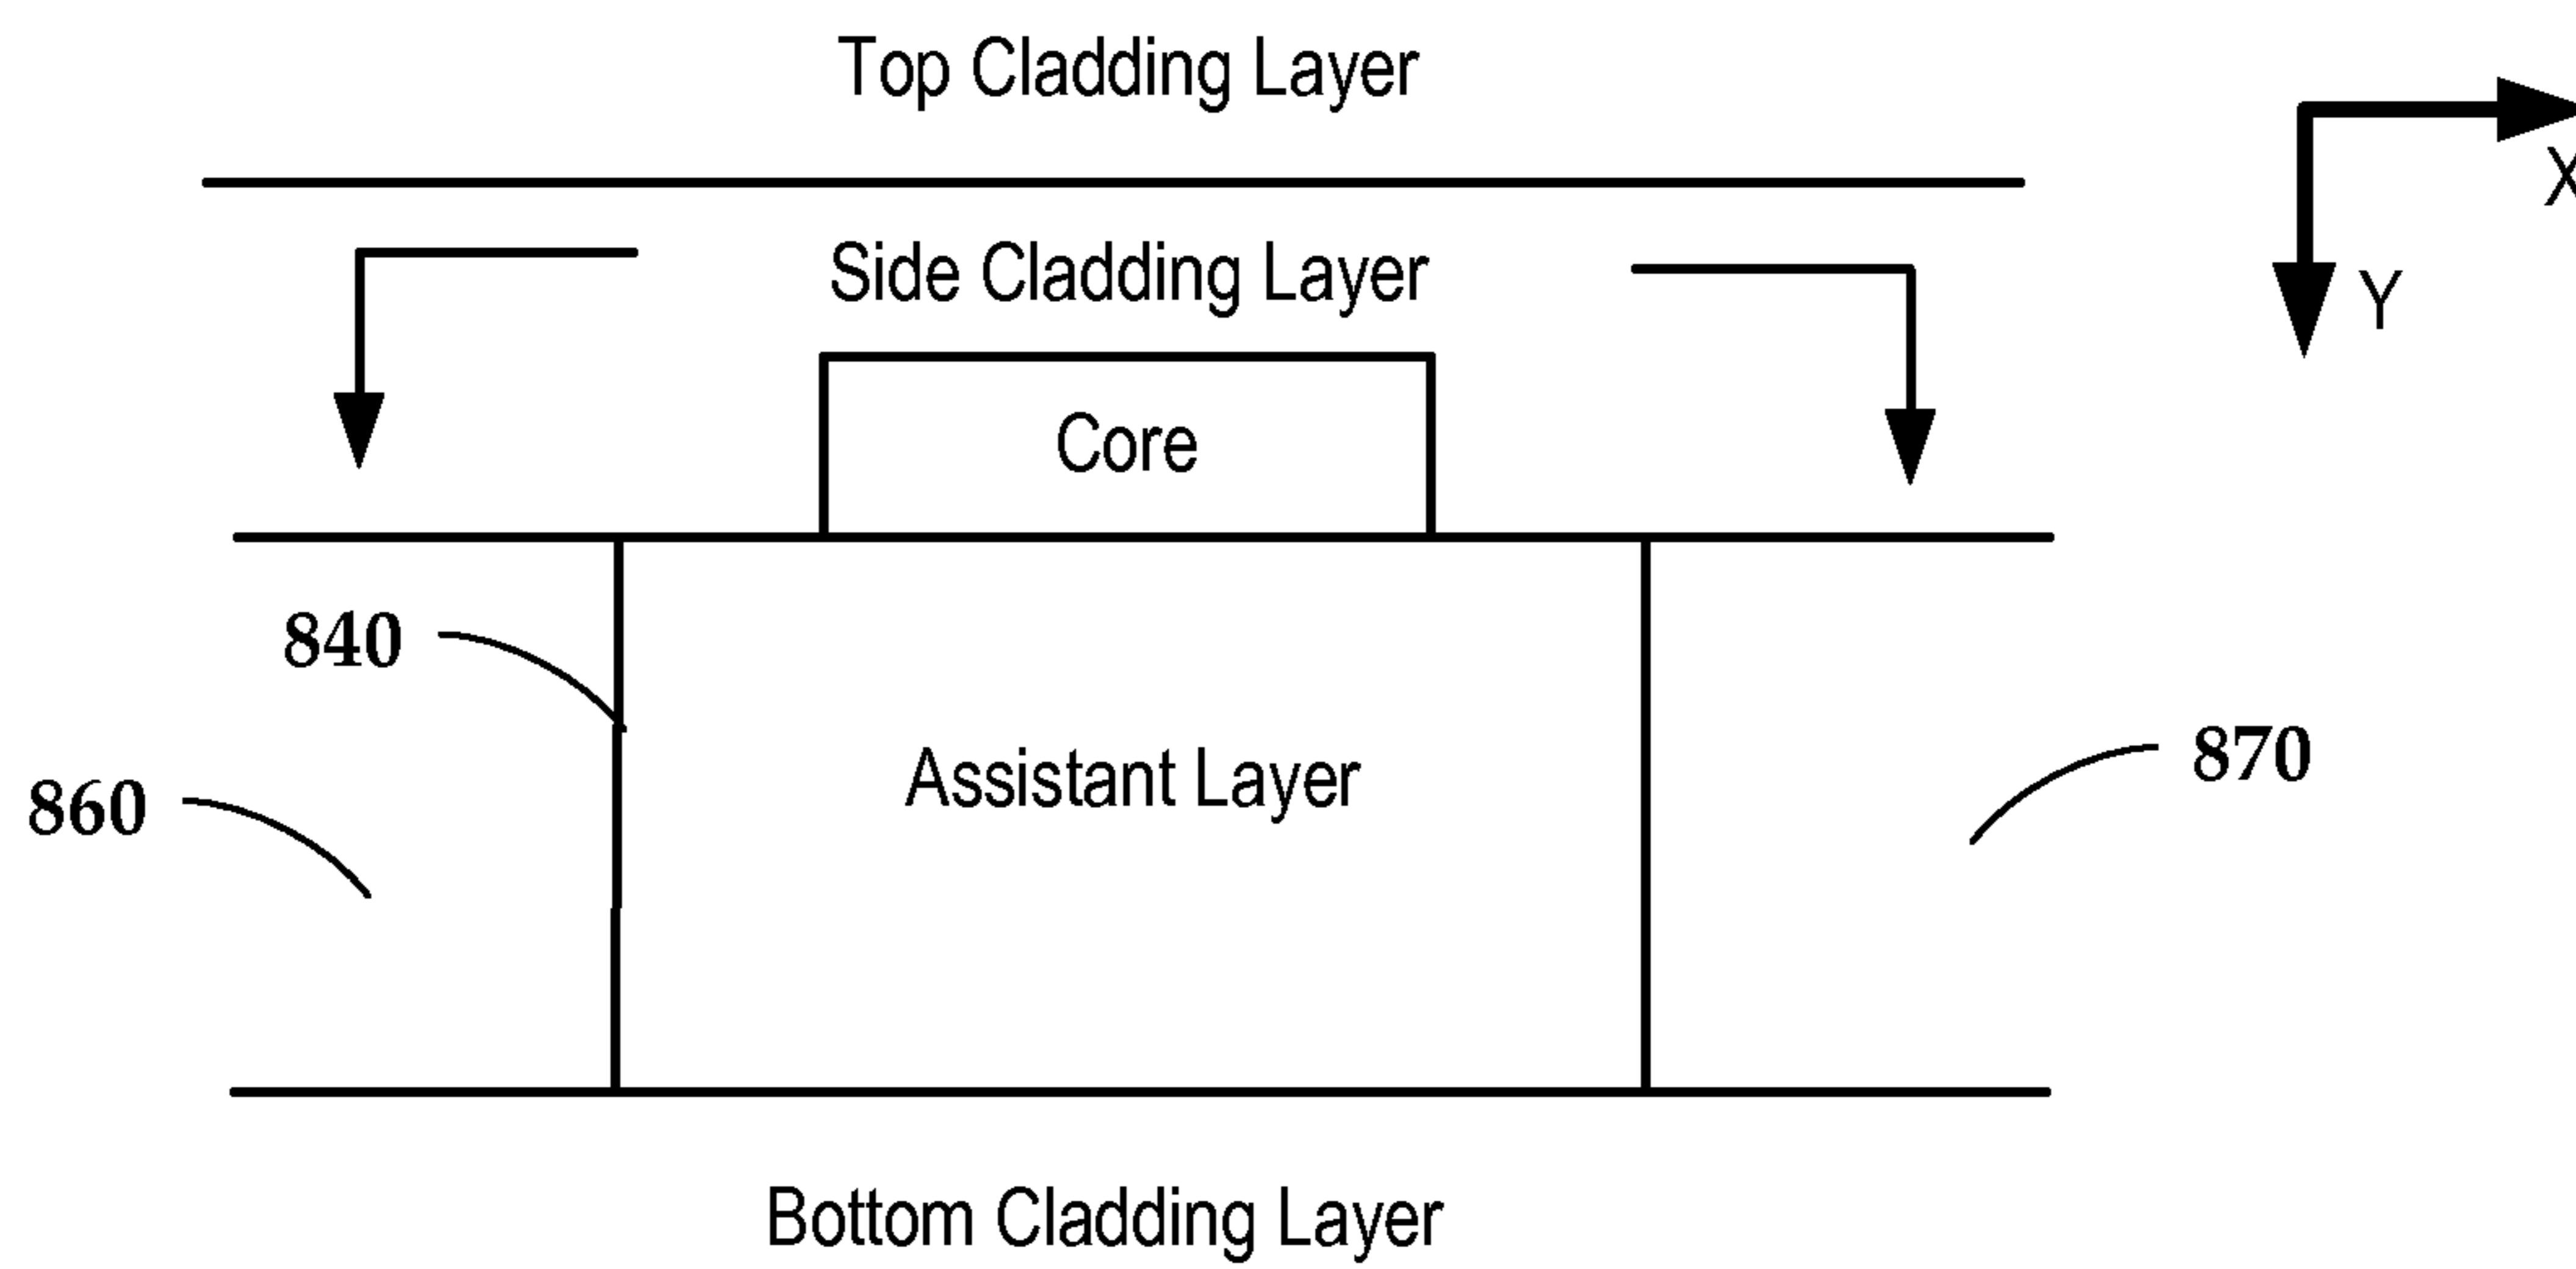 Top Cladding Layer
X
Side Cladding Layer
Y
Core
840
Assistant Layer
870
860
Bottom Cladding Layer